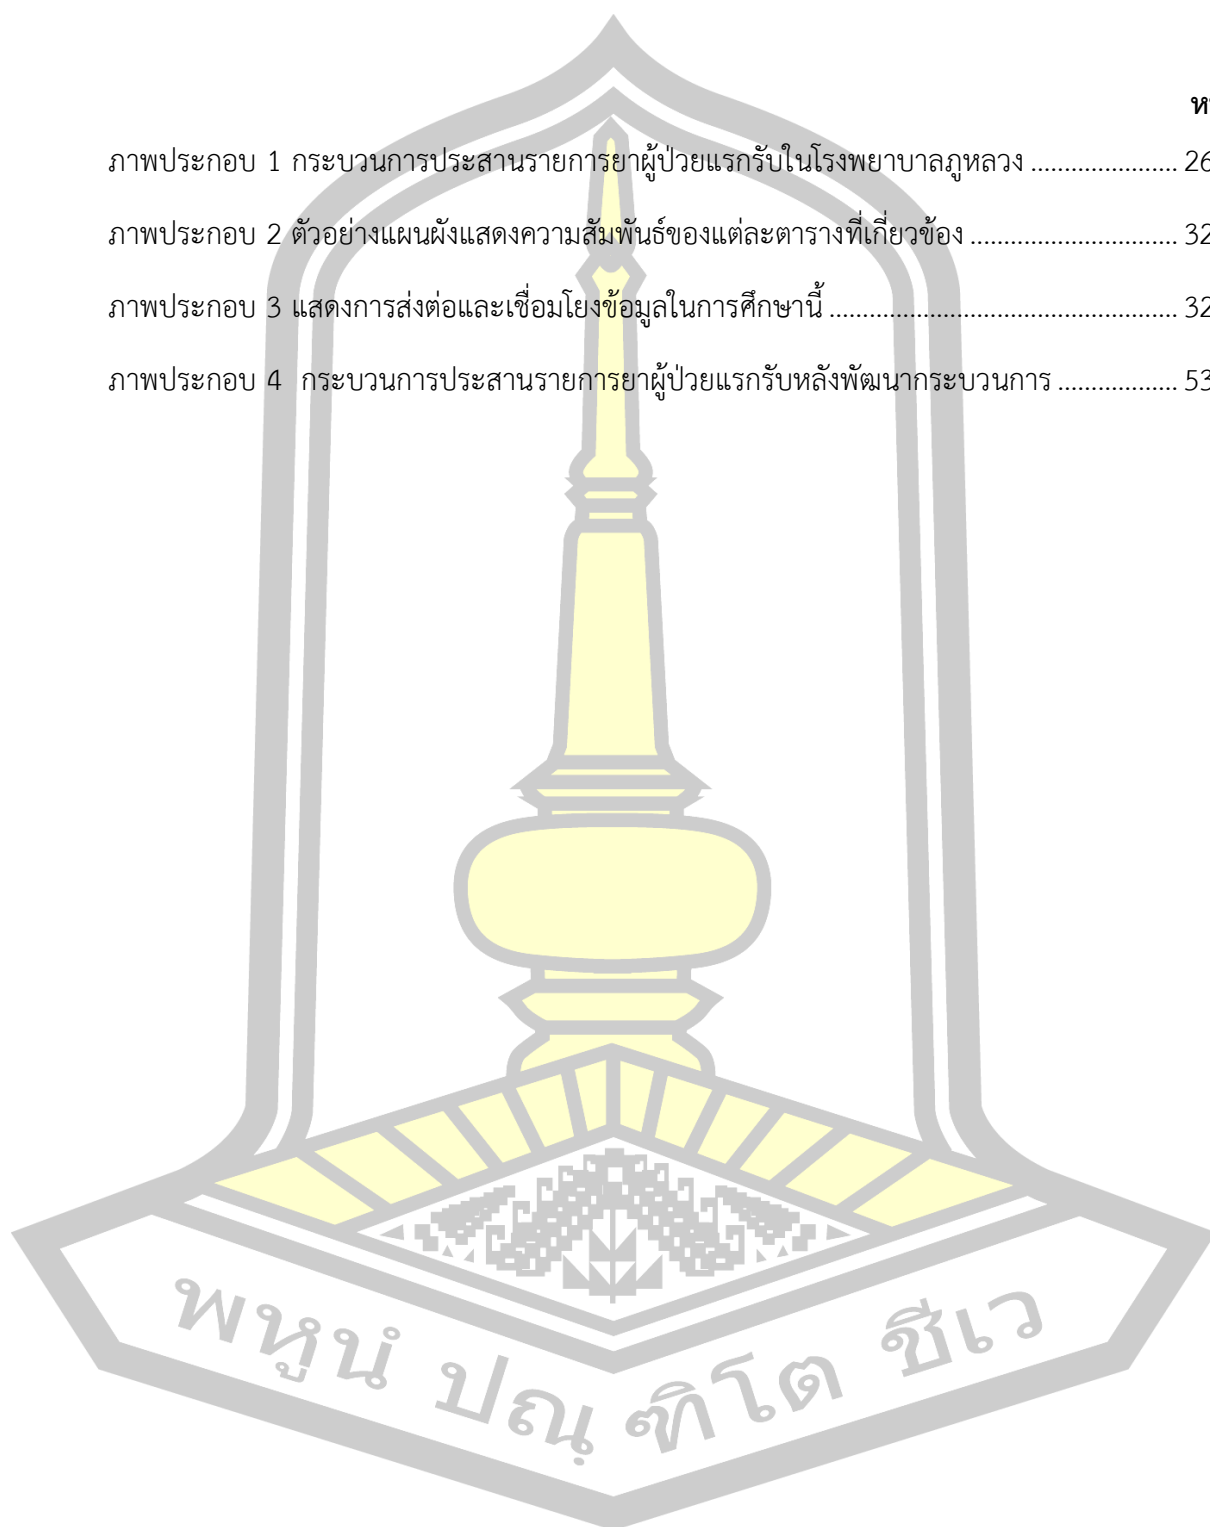 ภาพประกอบ 1 กระบวนการประสานรายการยาผู้ป่วยแรกรับในโรงพยาบาลภูหลวง ...................... 26
ภาพประกอบ 2 ตัวอย่างแผนผังแสดงความสัมพันธ์ของแต่ละตารางที่เกี่ยวข้อง ............................... 32
ภาพประกอบ 3 แสดงการส่งต่อและเชื่อมโยงข้อมูลในการศึกษานี้ .................................................... 32
ภาพประกอบ 4 กระบวนการประสานรายการยาผู้ป่วยแรกรับหลังพัฒนากระบวนการ .................. 53
พหูนํ ปณฺฑิโต ชีเว